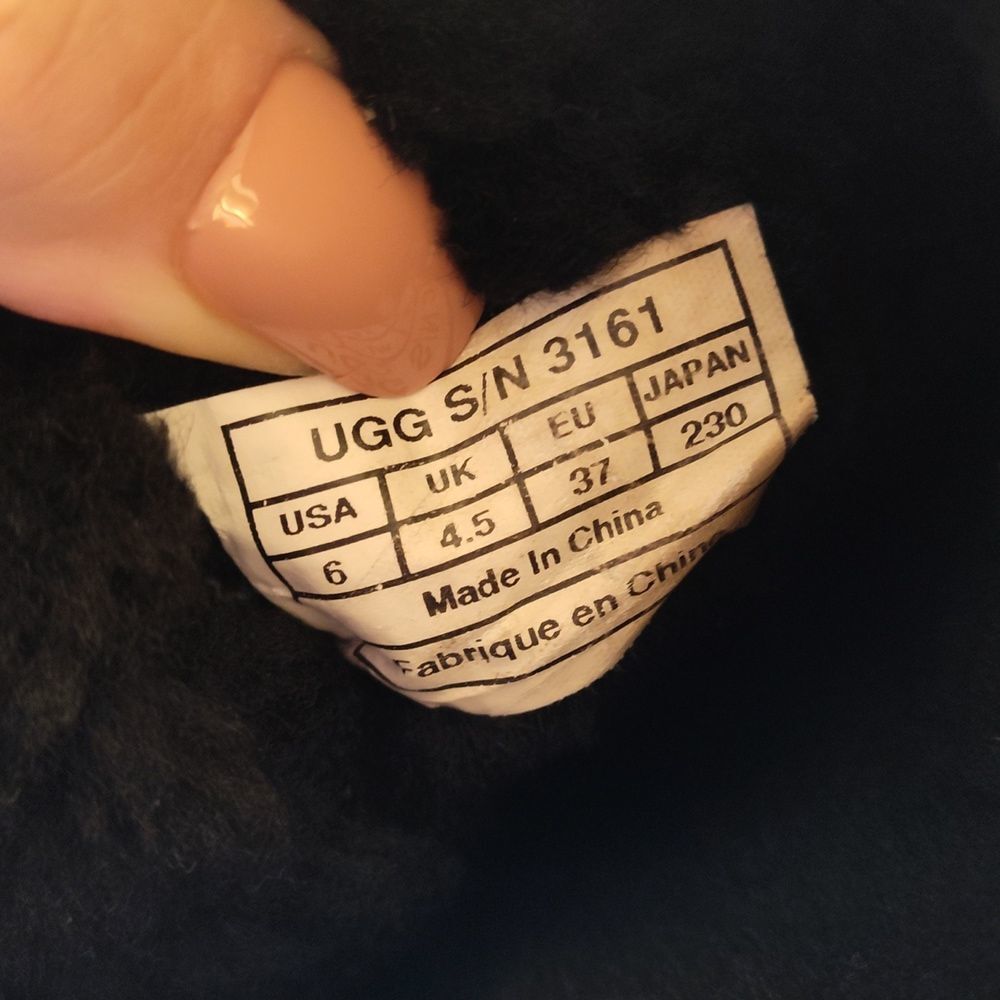 UGG S/N 3161
USA UK EU JAPAN
6 4.5 37 230
Made In China
Fabrique en Chine